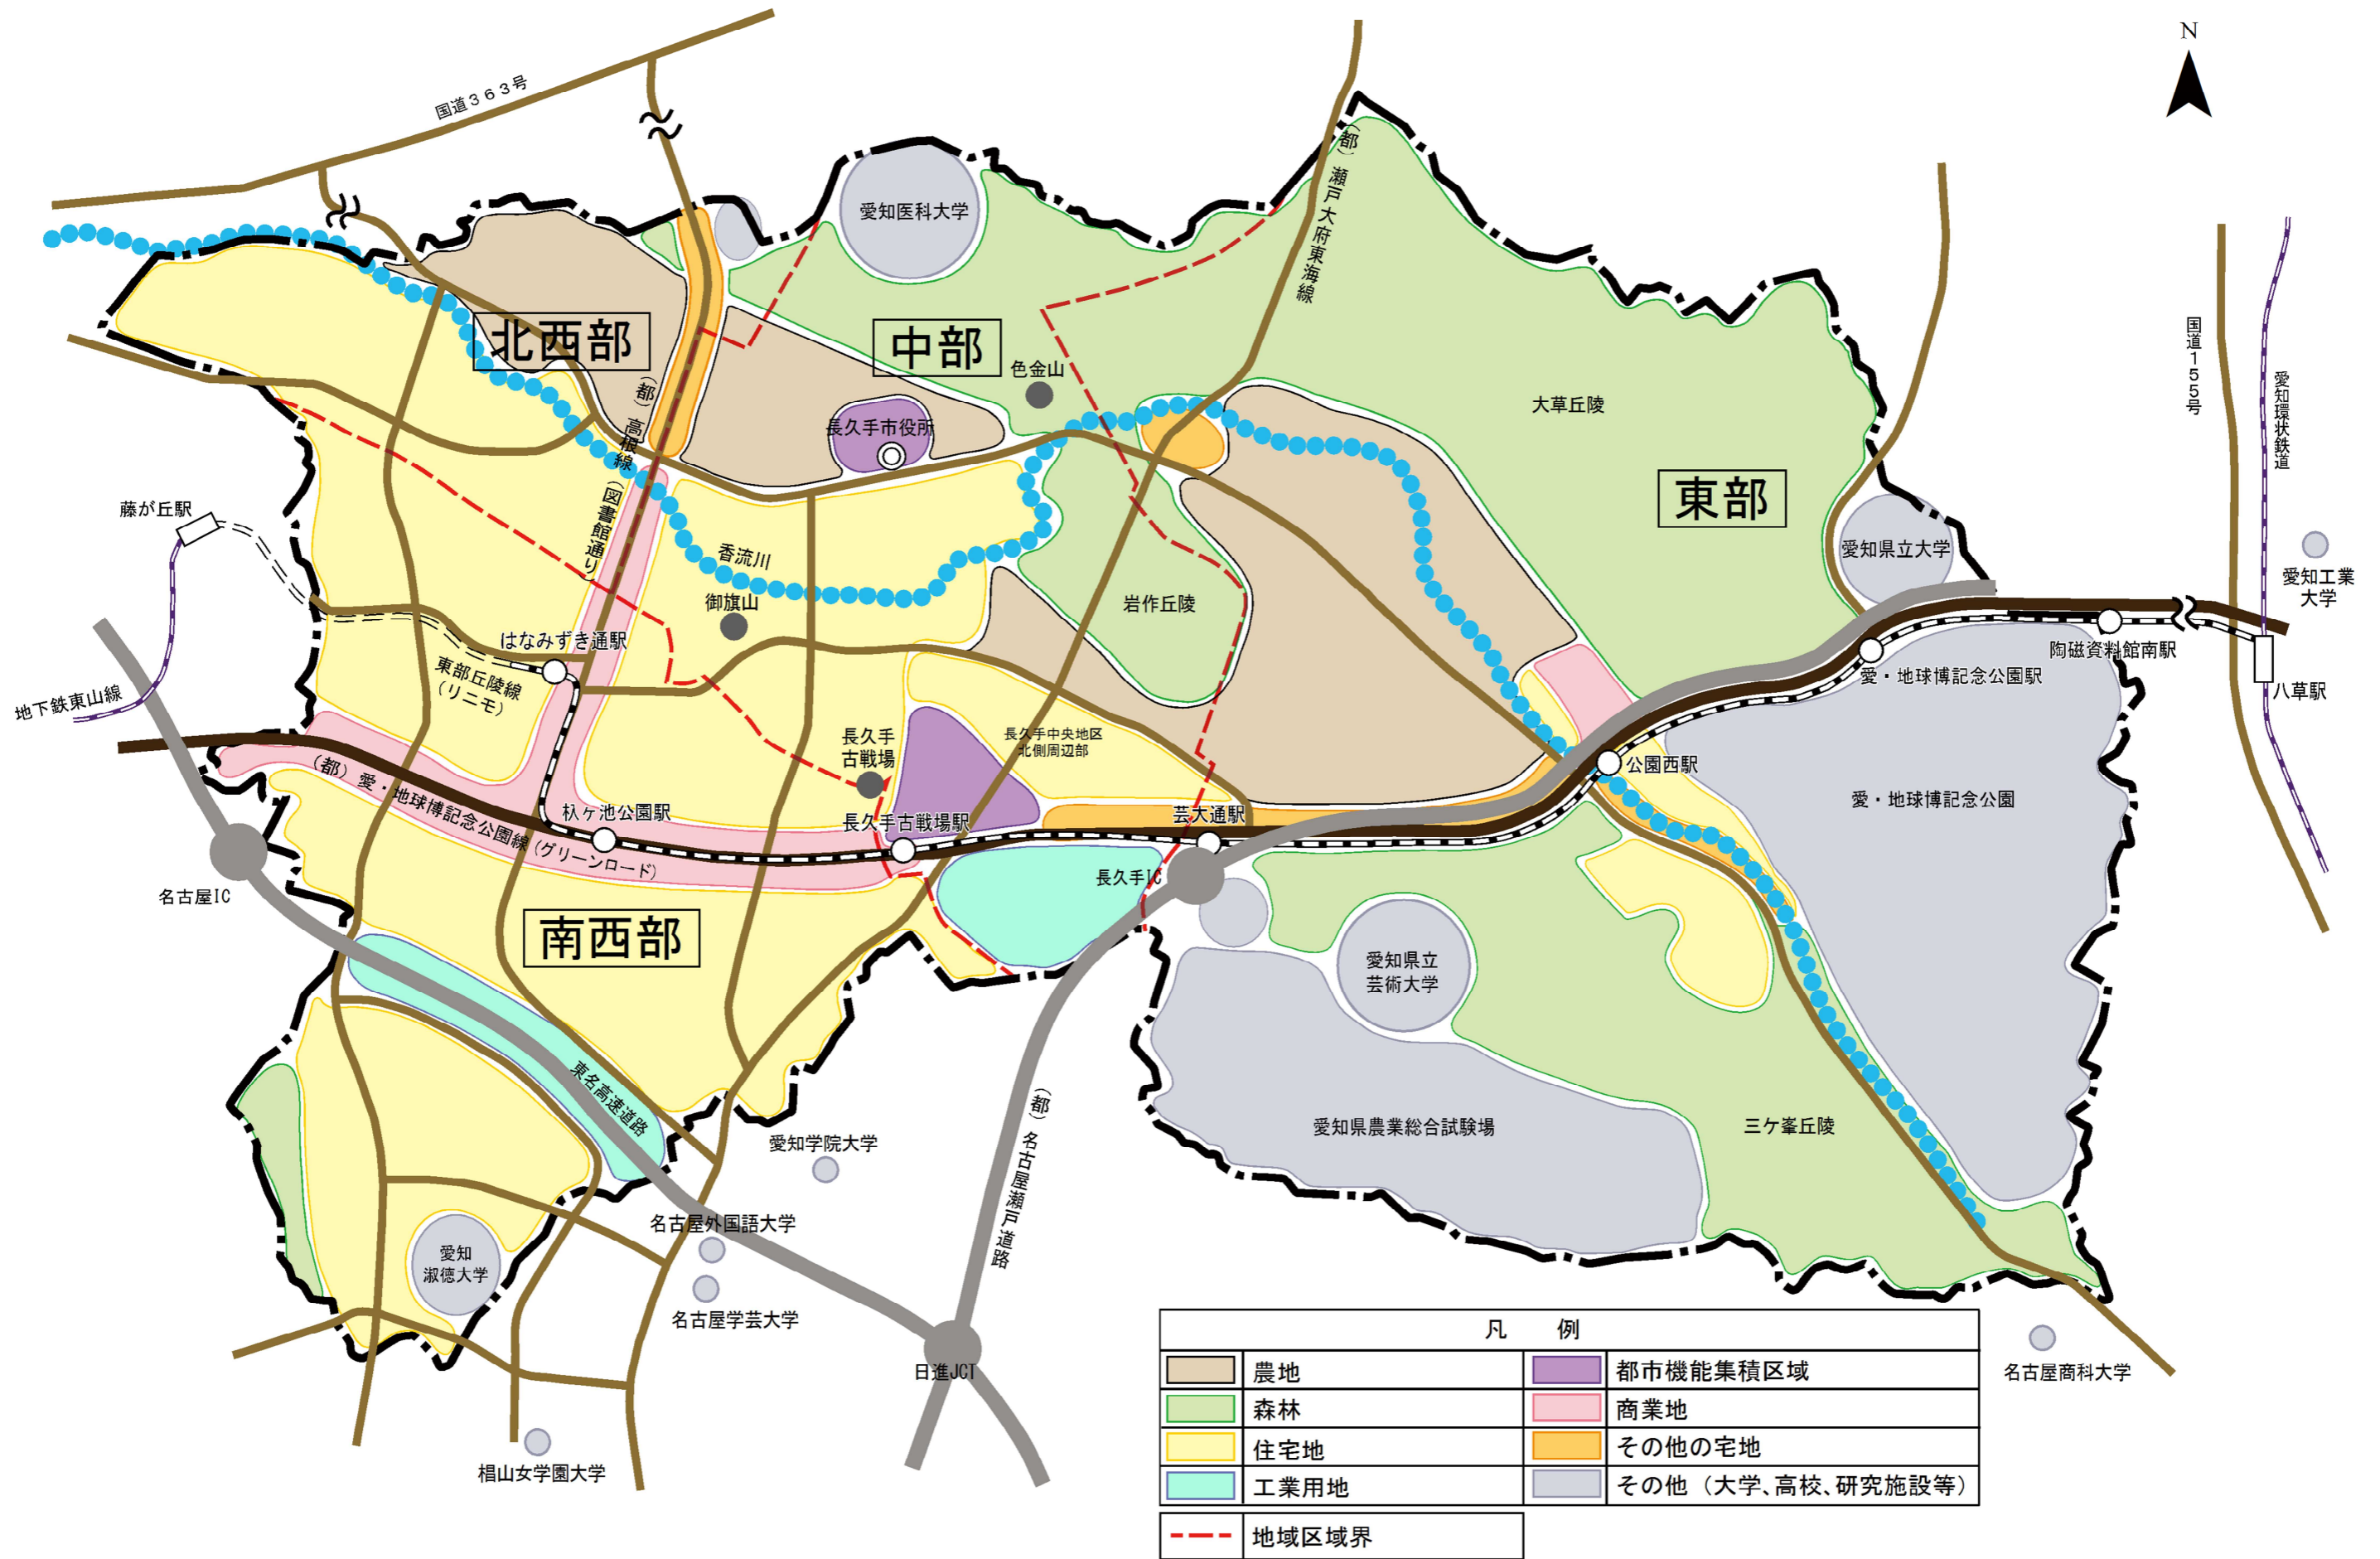 N
国道363号
(都)瀬戸大府東海線
愛知医科大学
国道155号
愛知環状鉄道
北西部
中部
色金山
(都)高根線
(図書館通り)
長久手市役所
大草丘陵
東部
藤が丘駅
香流川
愛知県立大学
愛知工業
大学
御旗山
岩作丘陵
はなみずき通駅
東部丘陵線
(リニモ)
陶磁資料館南駅
愛・地球博記念公園駅
八草駅
地下鉄東山線
長久手
古戦場
長久手中央地区
北側周辺部
公園西駅
(都)愛・地球博記念公園線(グリーンロード)
杁ヶ池公園駅
長久手古戦場駅
芸大通駅
愛・地球博記念公園
長久手IC
名古屋IC
南西部
愛知県立
芸術大学
東名高速道路
(都)名古屋瀬戸道路
愛知県農業総合試験場
三ケ峯丘陵
愛知学院大学
名古屋外国語大学
愛知
淑徳大学
名古屋学芸大学
日進JCT
名古屋商科大学
椙山女学園大学
凡 例
農地
都市機能集積区域
森林
商業地
住宅地
その他の宅地
工業用地
その他(大学、高校、研究施設等)
地域区域界